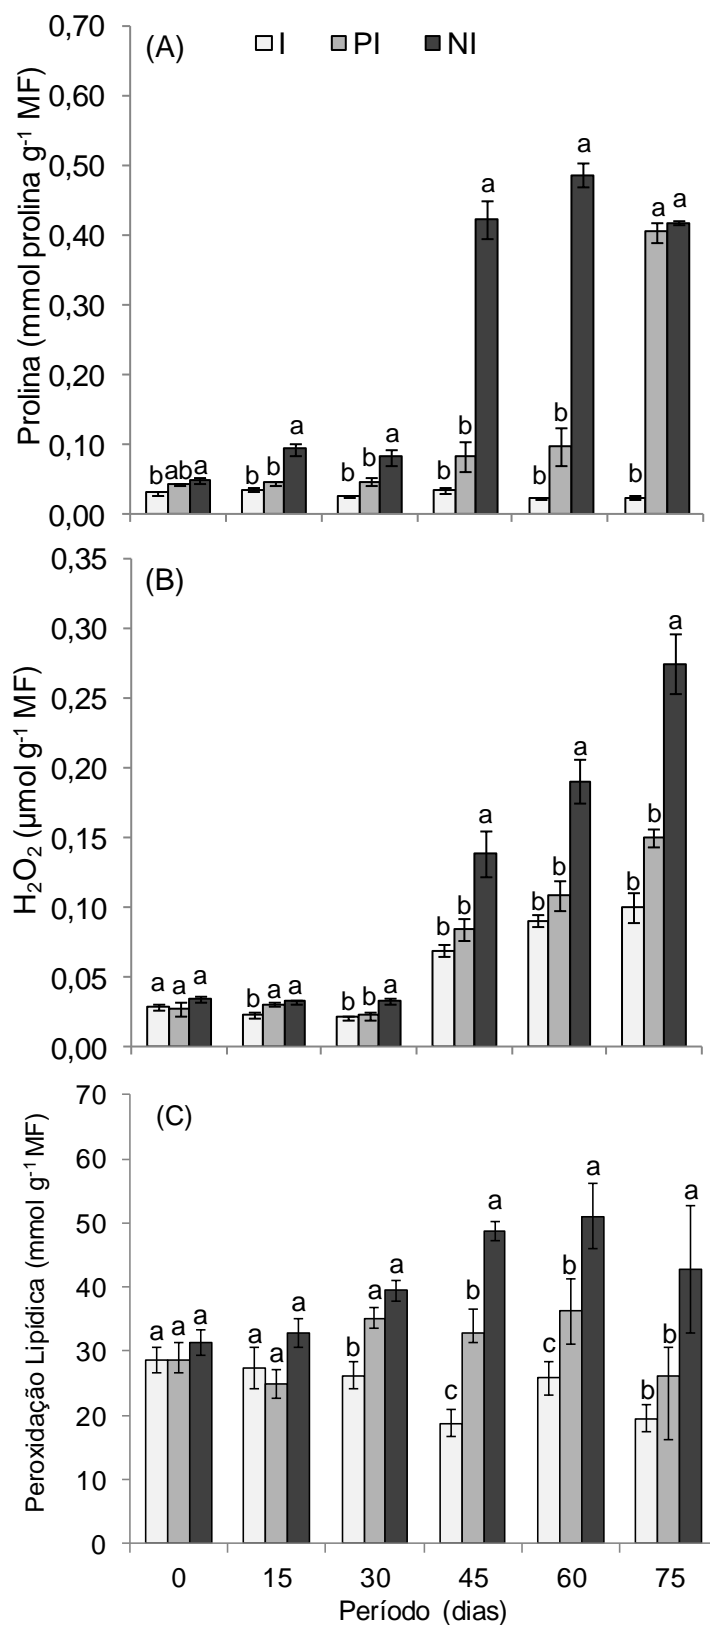 0,70
(A) I PI NI
0,60
0,50
0,40
0,30
0,20
0,10
0,00
Prolina (mmol prolina g⁻¹ MF)
b ab a
b b a
b b a
b b a
b b a
b a a
0,35
(B)
0,30
0,25
0,20
0,15
0,10
0,05
0,00
H₂O₂ (µmol g⁻¹ MF)
a a a
b a a
b b a
b b a
b b a
b b a
70
(C)
60
50
40
30
20
10
0
Peroxidação Lipídica (mmol g⁻¹ MF)
a a a
a a a
b a a
c b a
c b a
b b a
0 15 30 45 60 75
Período (dias)